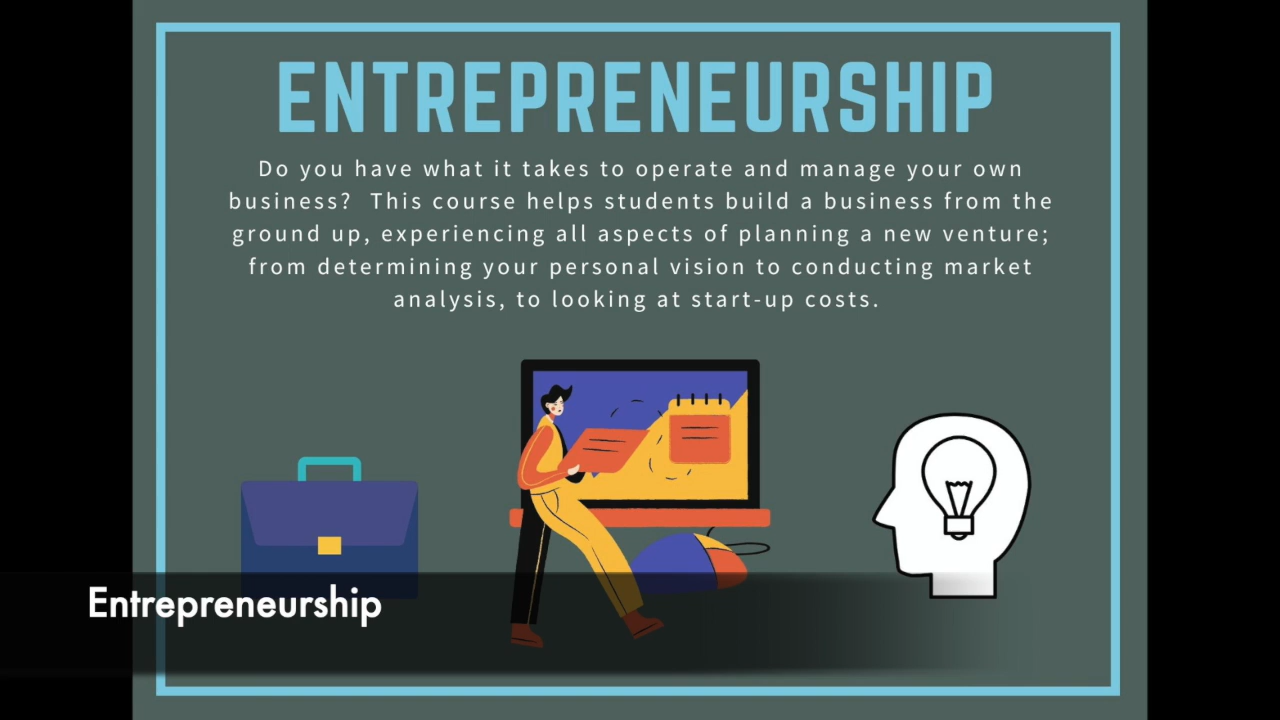 ENTREPRENEURSHIP
Do you have what it takes to operate and manage your own
business?  This course helps students build a business from the
ground up, experiencing all aspects of planning a new venture;
from determining your personal vision to conducting market
analysis, to looking at start-up costs.
Entrepreneurship